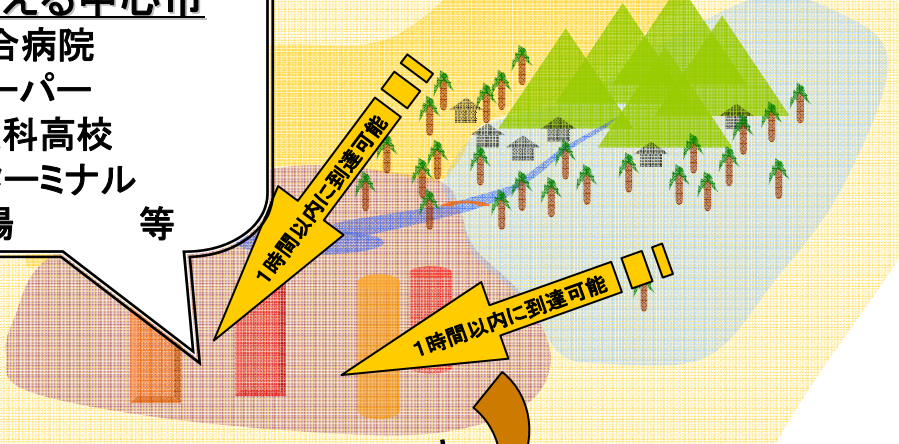 える中心市
合病院
ーパー
科高校
ターミナル
場 等
1時間以内に到達可能
1時間以内に到達可能